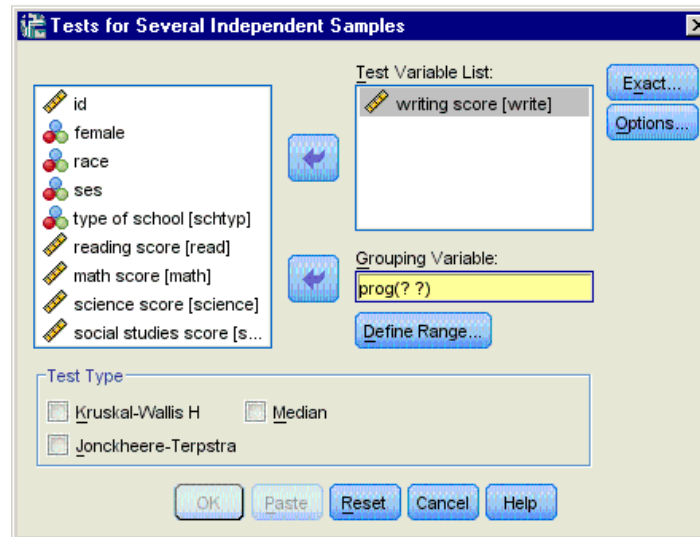 Tests for Several Independent Samples
id
female
race
ses
type of school [schtyp]
reading score [read]
math score [math]
science score [science]
social studies score [s...
Test Variable List:
writing score [write]
Exact...
Options...
Grouping Variable:
prog(? ?)
Define Range...
Test Type
Kruskal-Wallis H Median
Jonckheere-Terpstra
OK Paste Reset Cancel Help